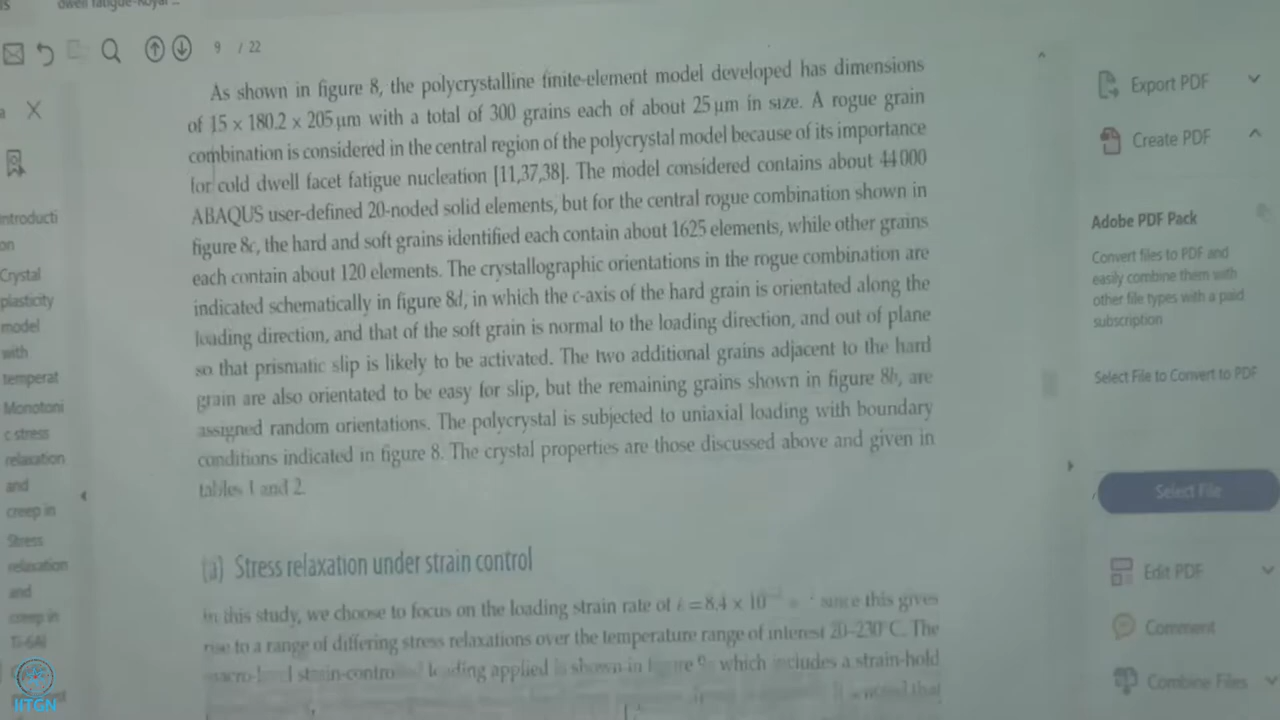 dwell fatigue-Royal ...
9 / 22
As shown in figure 8, the polycrystalline finite-element model developed has dimensions
of 15 × 180.2 × 205 μm with a total of 300 grains each of about 25 μm in size. A rogue grain
combination is considered in the central region of the polycrystal model because of its importance
for cold dwell facet fatigue nucleation [11,37,38]. The model considered contains about 44 000
ABAQUS user-defined 20-noded solid elements, but for the central rogue combination shown in
figure 8c, the hard and soft grains identified each contain about 1625 elements, while other grains
each contain about 120 elements. The crystallographic orientations in the rogue combination are
indicated schematically in figure 8d, in which the c-axis of the hard grain is orientated along the
loading direction, and that of the soft grain is normal to the loading direction, and out of plane
so that prismatic slip is likely to be activated. The two additional grains adjacent to the hard
grain are also orientated to be easy for slip, but the remaining grains shown in figure 8b, are
assigned random orientations. The polycrystal is subjected to uniaxial loading with boundary
conditions indicated in figure 8. The crystal properties are those discussed above and given in
tables 1 and 2.
(a) Stress relaxation under strain control
In this study, we choose to focus on the loading strain rate of = 8.4 × 10 since this gives
rise to a range of differing stress relaxations over the temperature range of interest 20–230°C. The
loading applied is shown in figure which includes a strain-hold
that
introducti
on
Crystal
plasticity
model
with
temperat
Monotoni
c stress
relaxation
and
creep in
Stress
relaxation
and
creep in
Ti-6Al
IITGN
Export PDF
Create PDF
Adobe PDF Pack
Convert files to PDF and
easily combine them with
other file types with a paid
subscription
Select File to Convert to PDF
Select File
Edit PDF
Comment
Combine Files